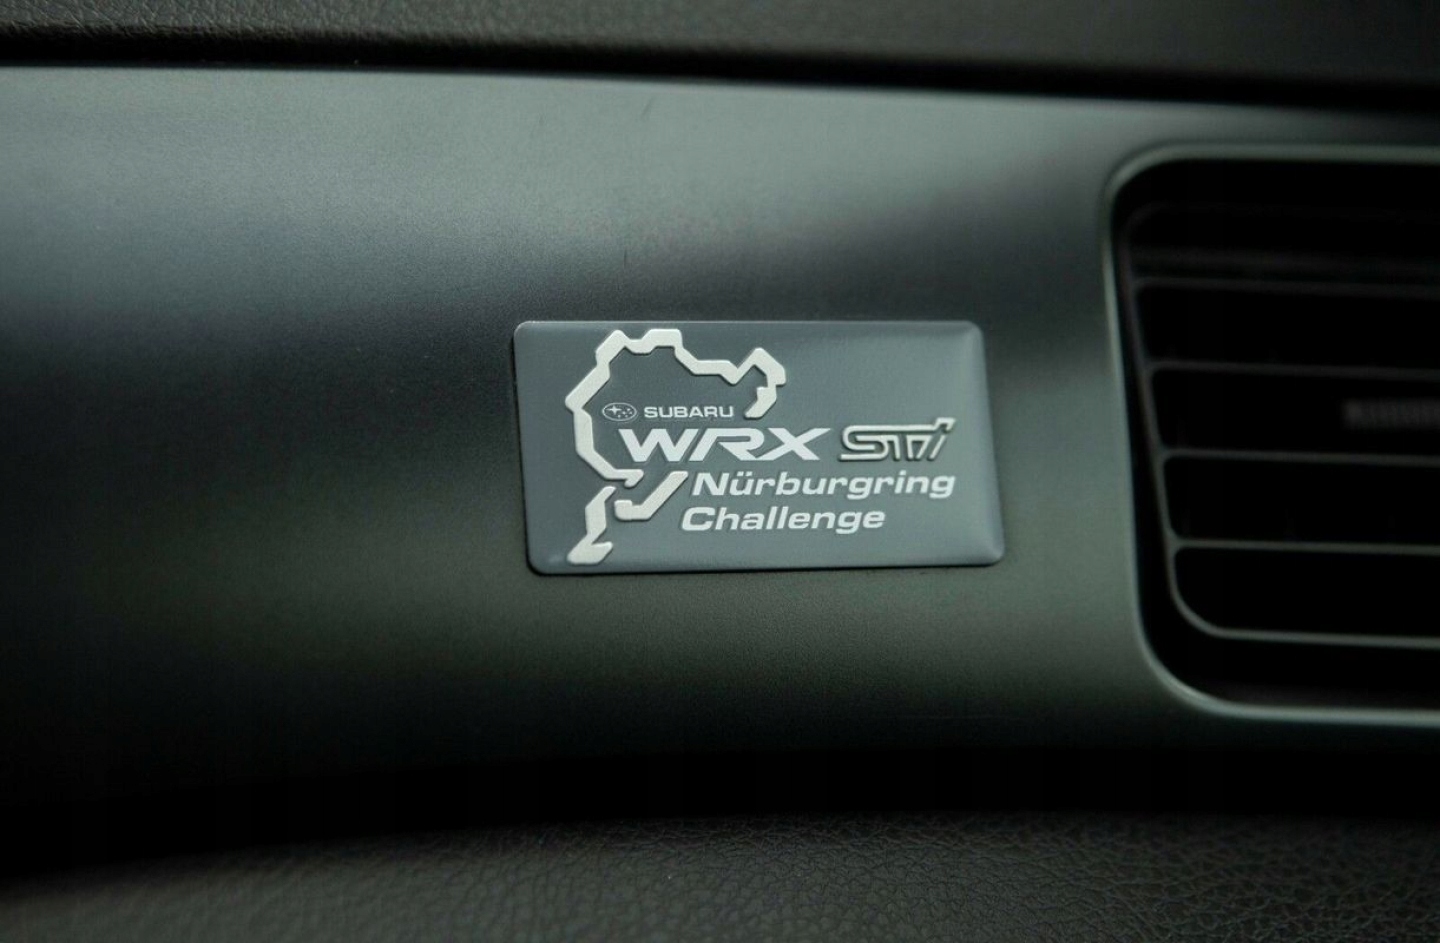 SUBARU
WRX STI
Nürburgring
Challenge